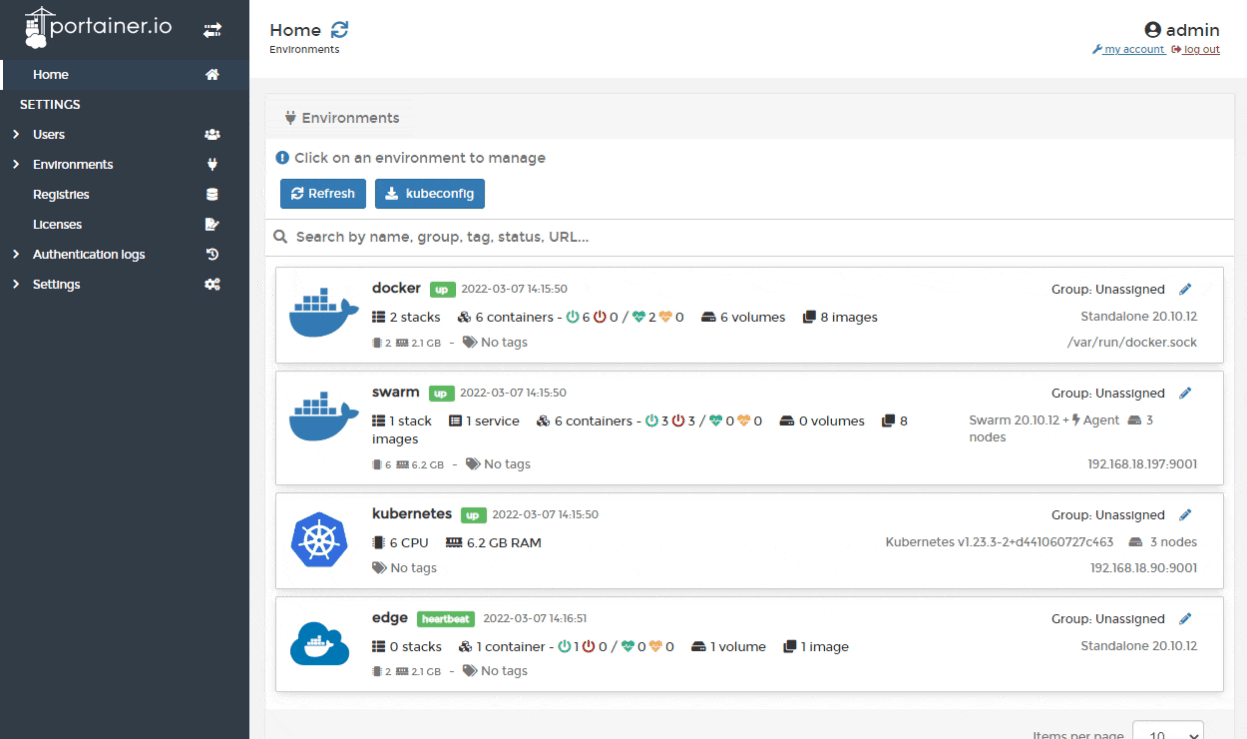 portainer.io
Home
SETTINGS
Users
Environments
Registries
Licenses
Authentication logs
Settings
Home
Environments
admin
my account log out
Environments
Click on an environment to manage
Refresh kubeconfig
Search by name, group, tag, status, URL...
docker up 2022-03-07 14:15:50 Group: Unassigned
2 stacks 6 containers - 6 0 / 2 0 6 volumes 8 images Standalone 20.10.12
2 2.1 GB - No tags /var/run/docker.sock
swarm up 2022-03-07 14:15:50 Group: Unassigned
1 stack 1 service 6 containers - 3 3 / 0 0 0 volumes 8 Swarm 20.10.12 + Agent 3
images nodes
6 6.2 GB - No tags 192.168.18.197:9001
kubernetes up 2022-03-07 14:15:50 Group: Unassigned
6 CPU 6.2 GB RAM Kubernetes v1.23.3-2+d441060727c463 3 nodes
No tags 192.168.18.90:9001
edge heartbeat 2022-03-07 14:16:51 Group: Unassigned
0 stacks 1 container - 1 0 / 0 0 1 volume 1 image Standalone 20.10.12
2 2.1 GB - No tags
Items per page 10